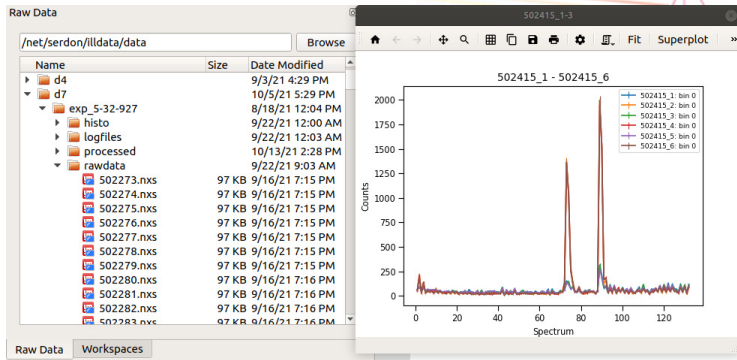 Raw Data
/net/serdon/illdata/data
Browse
Name Size Date Modified
d4 9/3/21 4:29 PM
d7 10/5/21 5:29 PM
exp_5-32-927 8/18/21 12:04 PM
histo 9/22/21 12:00 AM
logfiles 9/22/21 12:03 AM
processed 10/13/21 2:28 PM
rawdata 9/22/21 9:03 AM
502273.nxs 97 KB 9/16/21 7:15 PM
502274.nxs 97 KB 9/16/21 7:15 PM
502275.nxs 97 KB 9/16/21 7:15 PM
502276.nxs 97 KB 9/16/21 7:15 PM
502277.nxs 97 KB 9/16/21 7:15 PM
502278.nxs 97 KB 9/16/21 7:15 PM
502279.nxs 97 KB 9/16/21 7:15 PM
502280.nxs 97 KB 9/16/21 7:16 PM
502281.nxs 97 KB 9/16/21 7:16 PM
502282.nxs 97 KB 9/16/21 7:16 PM
502283.nxs 97 KB 9/16/21 7:16 PM
Raw Data Workspaces
502415_1-3
Fit Superplot »
502415_1 - 502415_6
502415_1: bin 0
502415_2: bin 0
502415_3: bin 0
502415_4: bin 0
502415_5: bin 0
502415_6: bin 0
Counts
2000
1750
1500
1250
1000
750
500
250
0
0 20 40 60 80 100 120
Spectrum